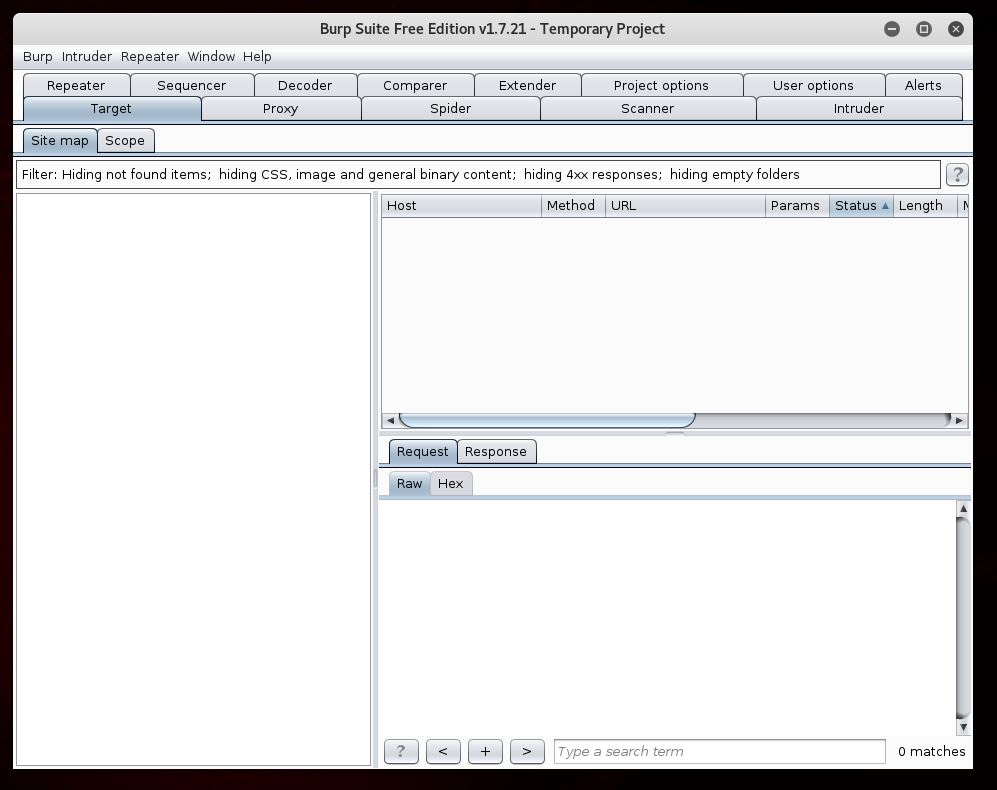 Burp Suite Free Edition v1.7.21 - Temporary Project
Burp Intruder Repeater Window Help
Repeater Sequencer Decoder Comparer Extender Project options User options Alerts
Target Proxy Spider Scanner Intruder
Site map Scope
Filter: Hiding not found items; hiding CSS, image and general binary content; hiding 4xx responses; hiding empty folders ?
Host Method URL Params Status Length
Request Response
Raw Hex
? < + > Type a search term 0 matches